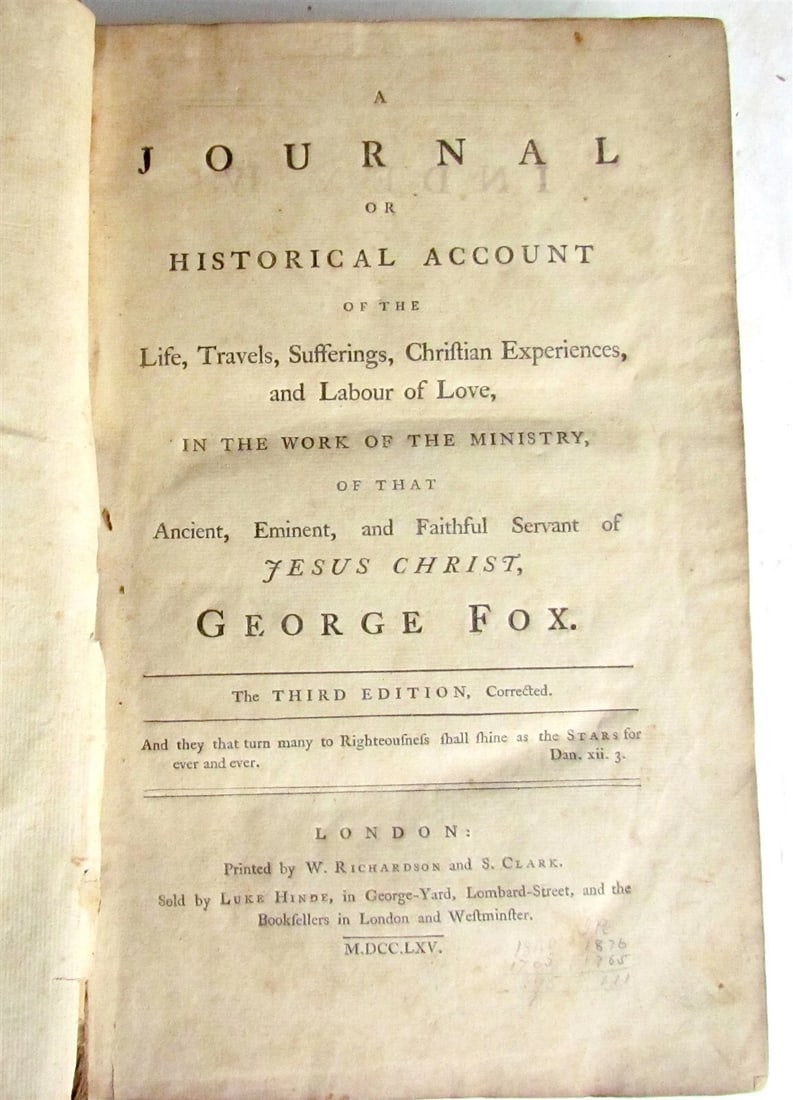 A
JOURNAL
OR
HISTORICAL ACCOUNT
OF THE
Life, Travels, Sufferings, Chriſtian Experiences,
and Labour of Love,
IN THE WORK OF THE MINISTRY,
OF THAT
Ancient, Eminent, and Faithful Servant of
JESUS CHRIST,
GEORGE FOX.
The THIRD EDITION, Corrected.
And they that turn many to Righteouſneſs ſhall ſhine as the STARS for
ever and ever. Dan. xii. 3.
LONDON:
Printed by W. RICHARDSON and S. CLARK.
Sold by LUKE HINDE, in George-Yard, Lombard-Street, and the
Bookſellers in London and Weſtminſter.
M.DCC.LXV.
1876
1765
111